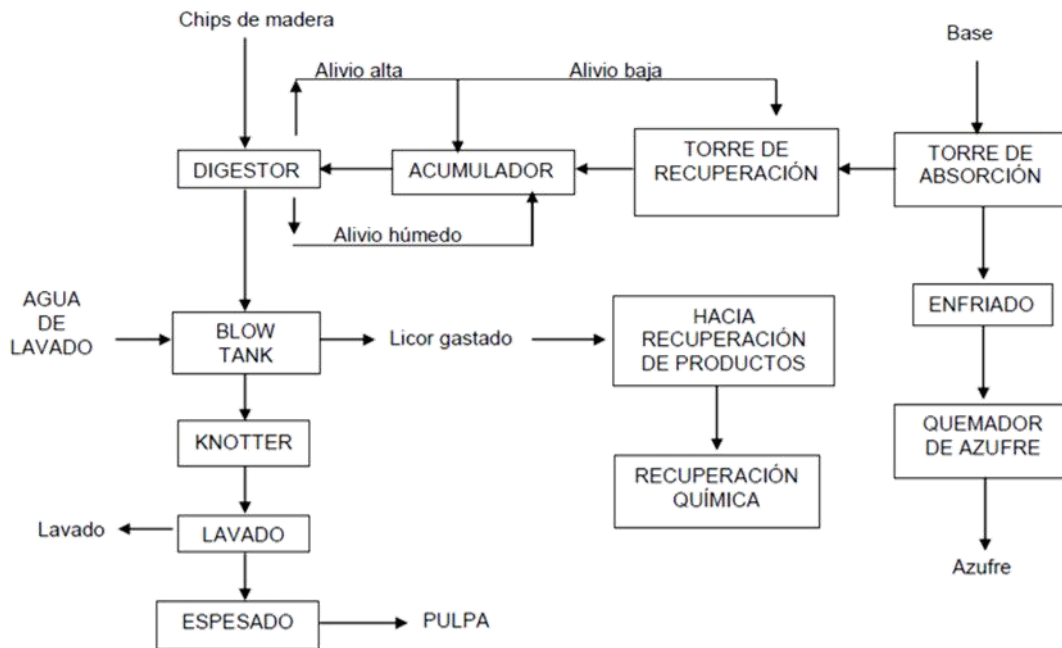 Chips de madera
Base
Alivio alta
Alivio baja
DIGESTOR
ACUMULADOR
TORRE DE
RECUPERACIÓN
TORRE DE
ABSORCIÓN
Alivio húmedo
AGUA
DE
LAVADO
BLOW
TANK
Licor gastado
HACIA
RECUPERACIÓN
DE PRODUCTOS
ENFRIADO
KNOTTER
RECUPERACIÓN
QUÍMICA
QUEMADOR
DE AZUFRE
Lavado
LAVADO
Azufre
ESPESADO
PULPA